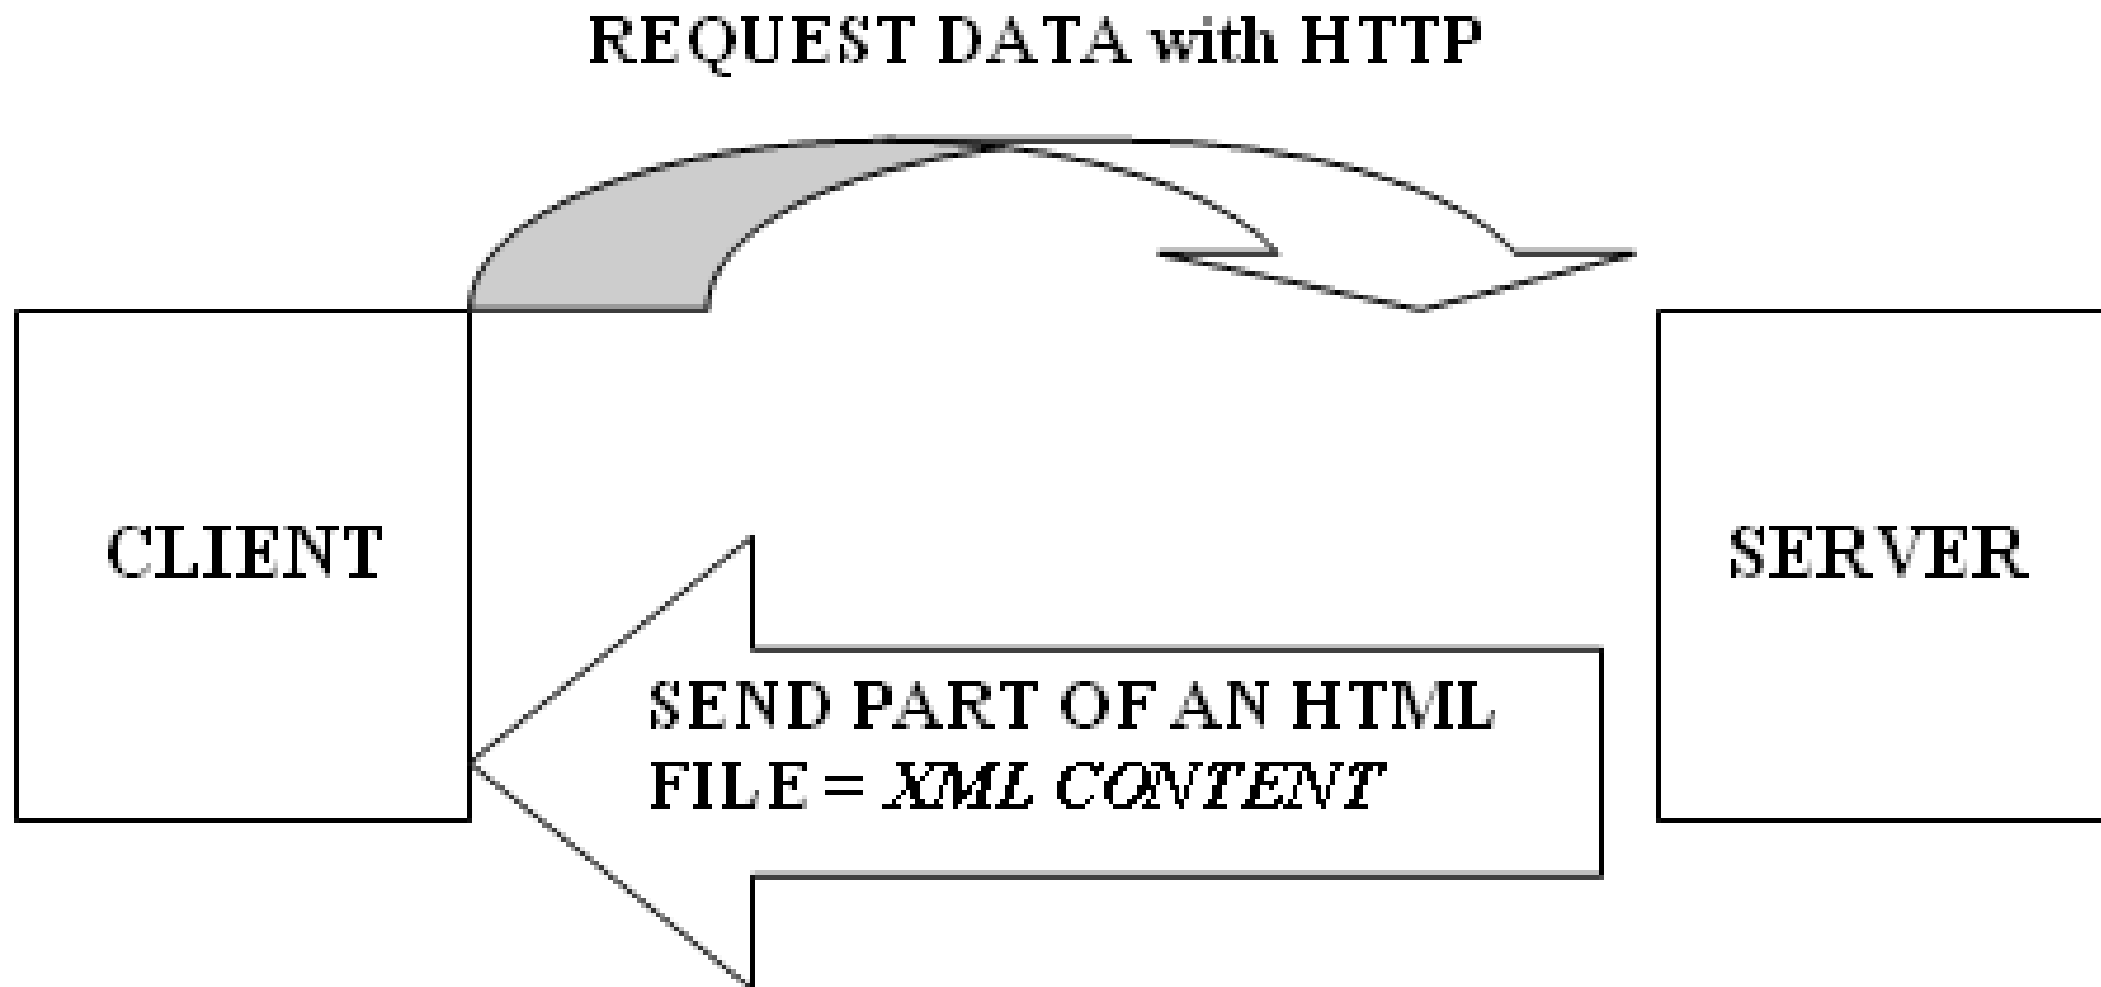 REQUEST DATA with HTTP
CLIENT
SERVER
SEND PART OF AN HTML
FILE = XML CONTENT